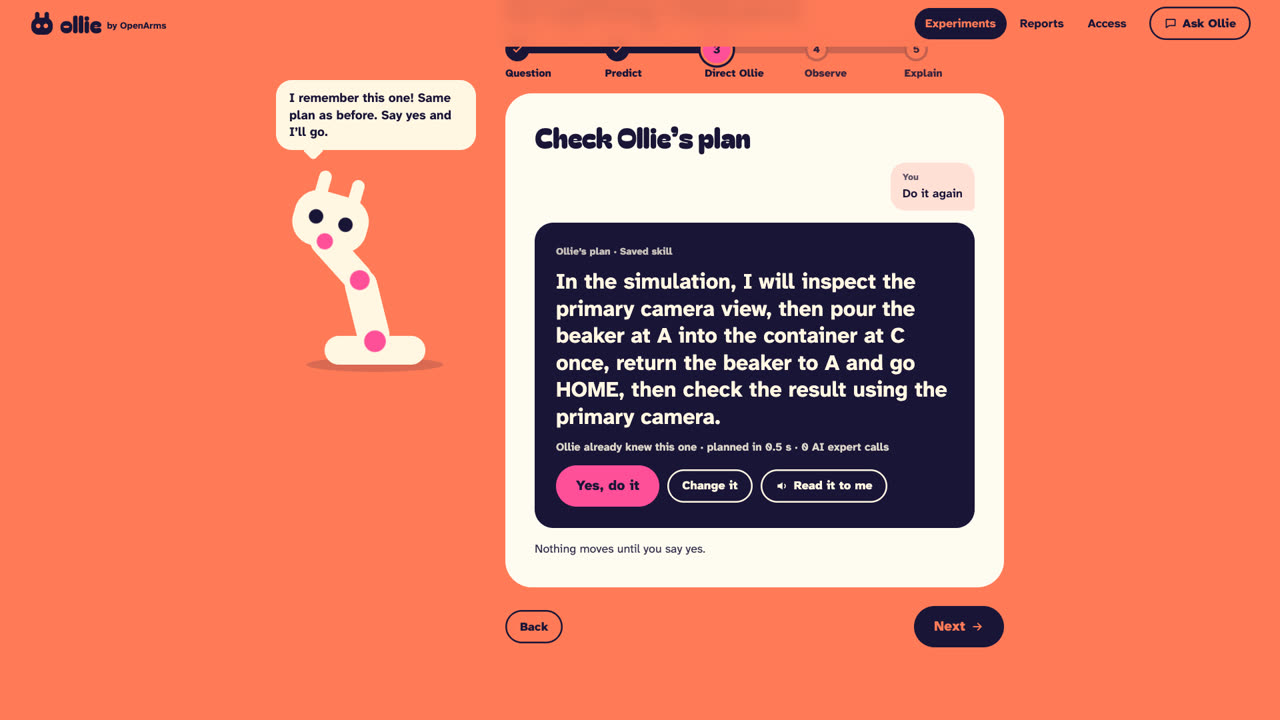 ollie by OpenArms
Experiments
Reports
Access
Ask Ollie
3
4
5
Question
Predict
Direct Ollie
Observe
Explain
I remember this one! Same
plan as before. Say yes and
I'll go.
Check Ollie's plan
You
Do it again
Ollie's plan · Saved skill
In the simulation, I will inspect the
primary camera view, then pour the
beaker at A into the container at C
once, return the beaker to A and go
HOME, then check the result using the
primary camera.
Ollie already knew this one · planned in 0.5 s · 0 AI expert calls
Yes, do it
Change it
Read it to me
Nothing moves until you say yes.
Back
Next →